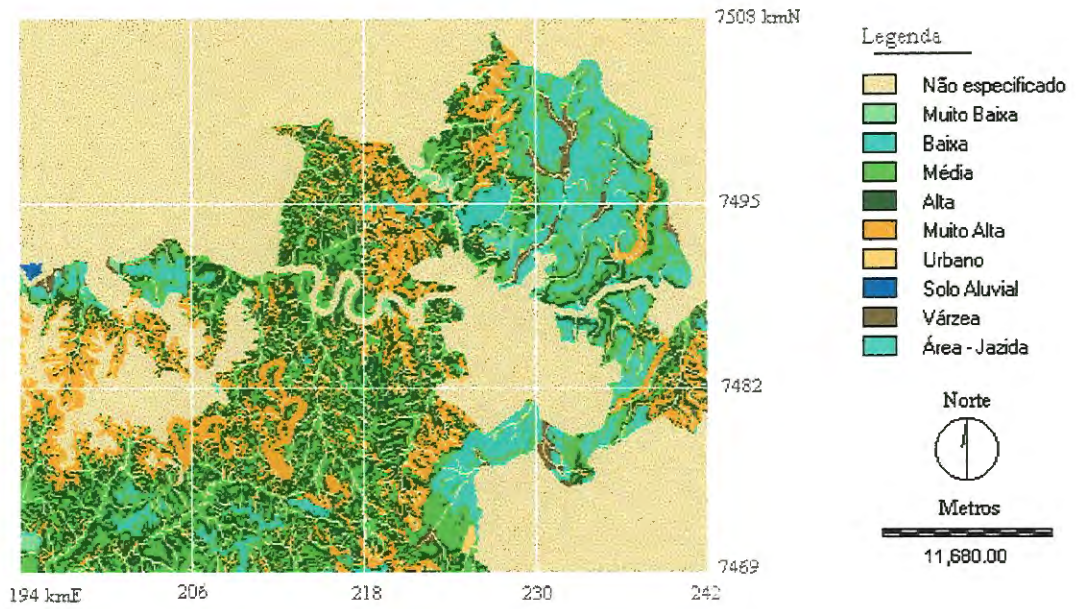 7508 kmN
7495
7482
7469
194 kmE
206
218
230
242
Legenda
Não especificado
Muito Baixa
Baixa
Média
Alta
Muito Alta
Urbano
Solo Aluvial
Várzea
Área - Jazida
Norte
Metros
11,680.00